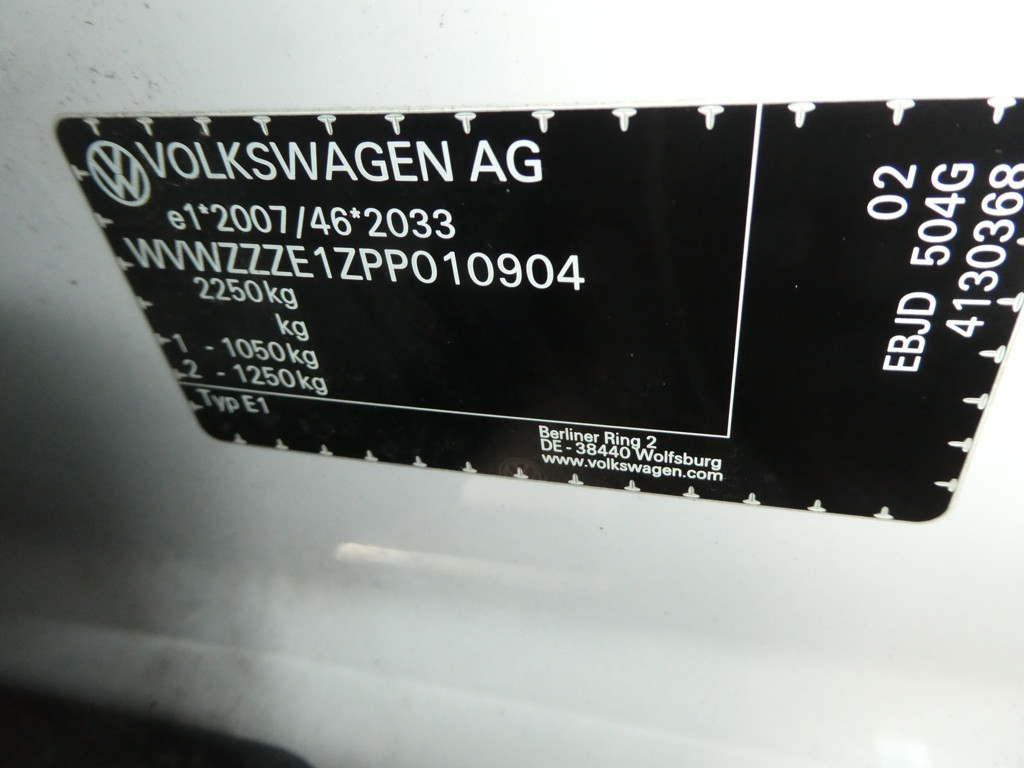 VOLKSWAGEN AG
e1*2007/46*2033
WVWZZZE1ZPP010904
2250kg
kg
1 - 1050kg
2 - 1250kg
Typ E1
Berliner Ring 2
DE - 38440 Wolfsburg
www.volkswagen.com
02
EBJD 504G
4130368